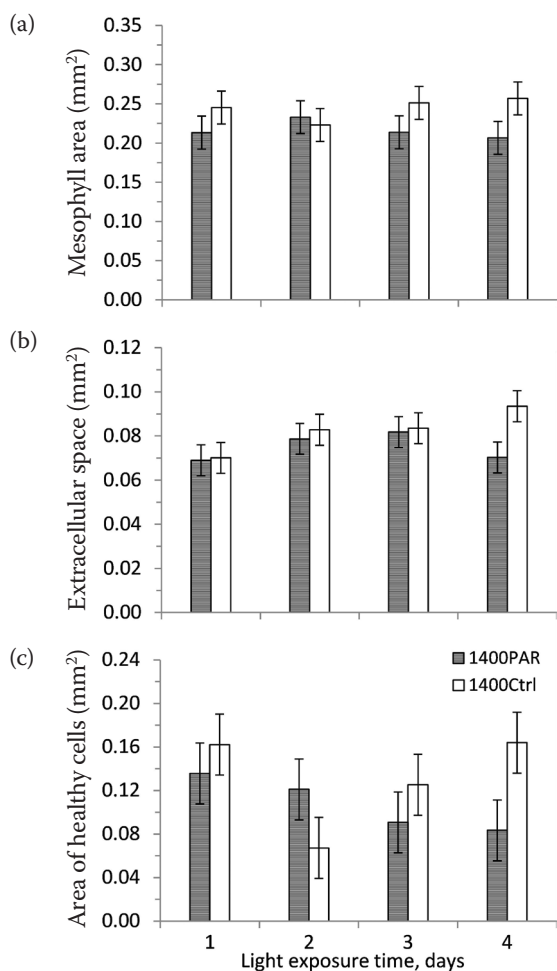 (a)
Mesophyll area (mm²)
0.35
0.30
0.25
0.20
0.15
0.10
0.05
0.00
(b)
Extracellular space (mm²)
0.12
0.10
0.08
0.06
0.04
0.02
0.00
(c)
Area of healthy cells (mm²)
0.24
0.20
0.16
0.12
0.08
0.04
0.00
1400PAR
1400Ctrl
1 2 3 4
Light exposure time, days